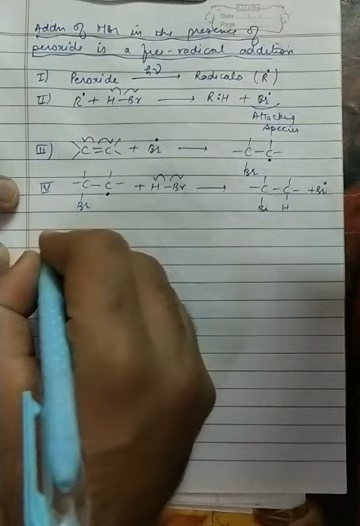 Addn of HBr in the presence of
peroxide is a free-radical addition
I) Peroxide hν → Radicals (R•)
II) R• + H–Br → R:H + Br•
Attacking
Species
III) >C=C< + Br• → –C–C–
Br
IV –C–C– + H–Br → –C–C– + Br•
Br Br H